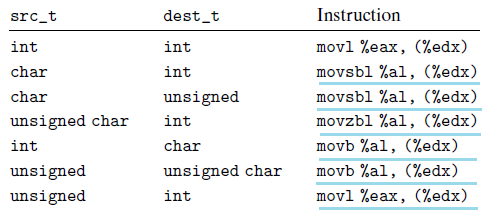 src_t dest_t Instruction
int int movl %eax, (%edx)
char int movsbl %al, (%edx)
char unsigned movsbl %al, (%edx)
unsigned char int movzbl %al, (%edx)
int char movb %al, (%edx)
unsigned unsigned char movb %al, (%edx)
unsigned int movl %eax, (%edx)